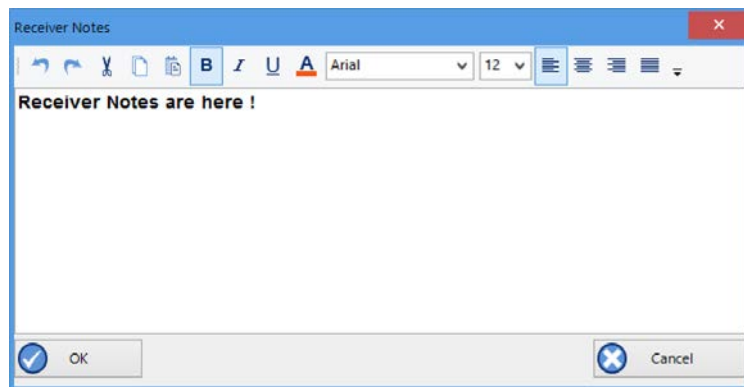 Receiver Notes
B I U A Arial 12
Receiver Notes are here !
OK Cancel